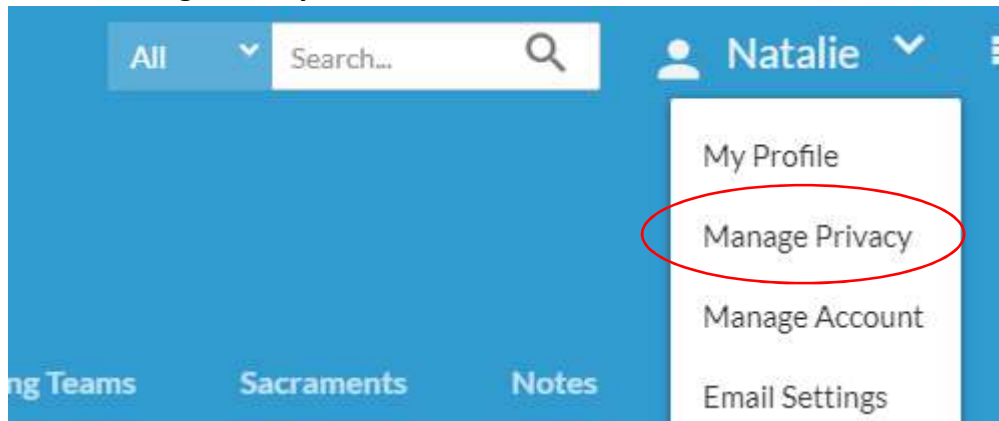 All Search... Natalie
My Profile
Manage Privacy
Manage Account
ng Teams Sacraments Notes
Email Settings